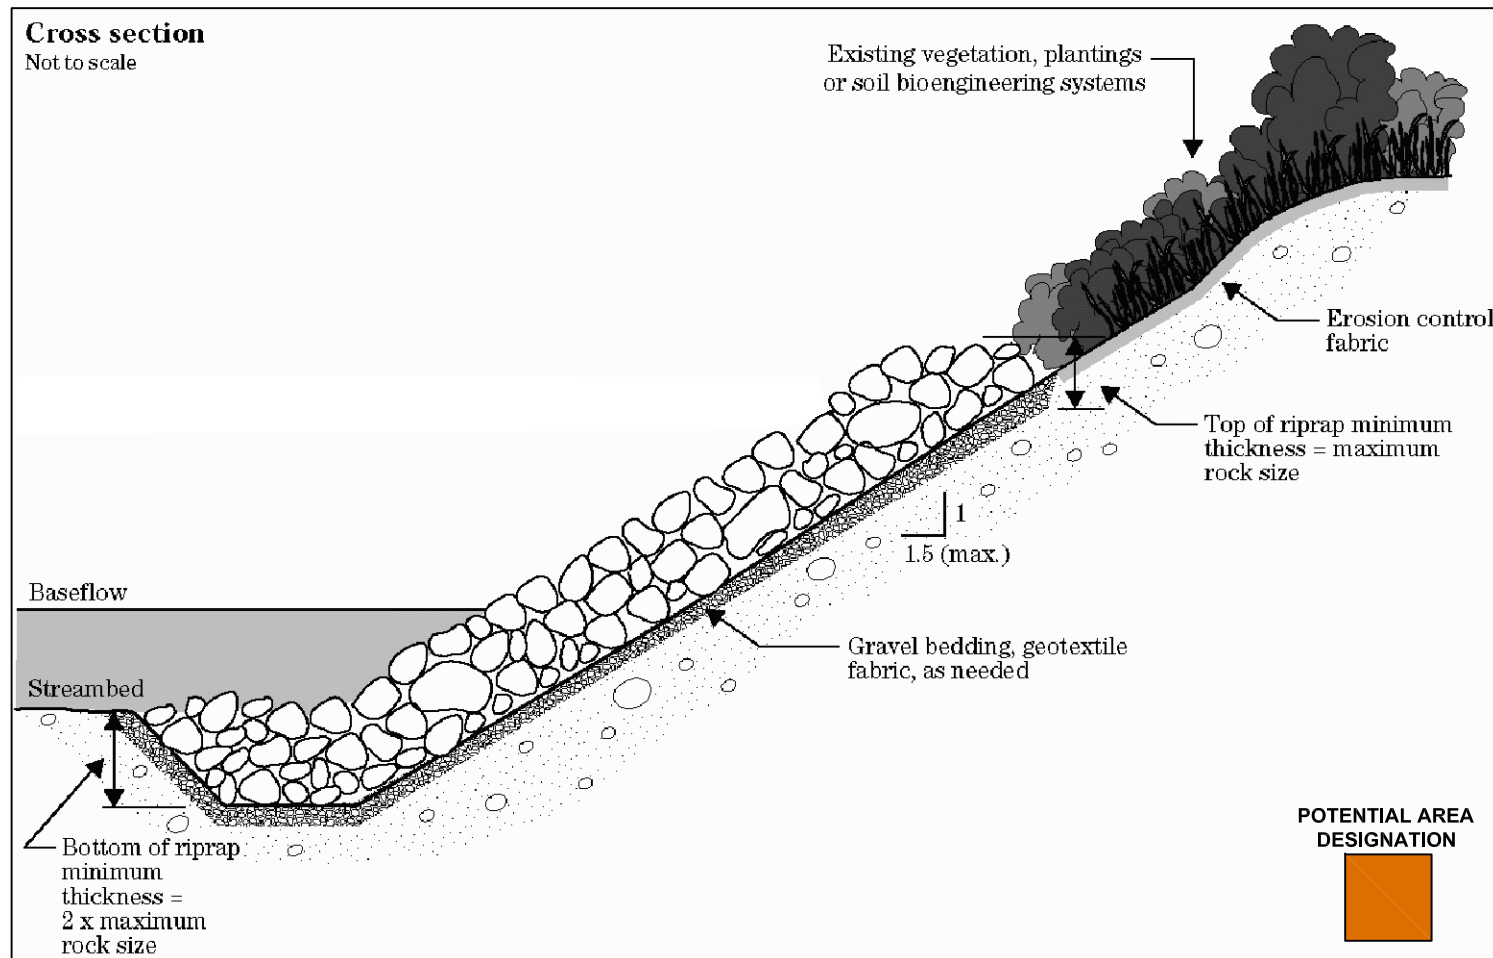 Cross section
Not to scale
Existing vegetation, plantings
or soil bioengineering systems
Erosion control
fabric
Top of riprap minimum
thickness = maximum
rock size
1
1.5 (max.)
Baseflow
Gravel bedding, geotextile
fabric, as needed
Streambed
Bottom of riprap
minimum
thickness =
2 x maximum
rock size
POTENTIAL AREA
DESIGNATION